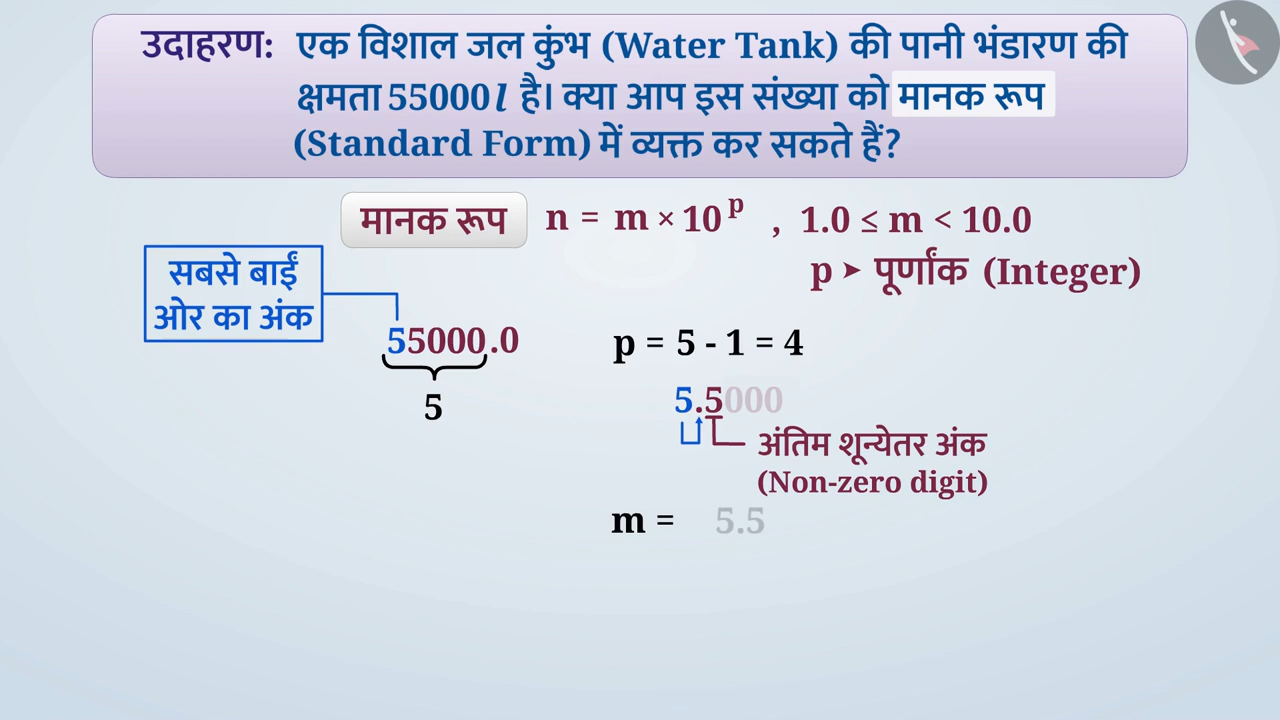 उदाहरण: एक विशाल जल कुंभ (Water Tank) की पानी भंडारण की
क्षमता 55000 l है। क्या आप इस संख्या को मानक रूप
(Standard Form) में व्यक्त कर सकते हैं?
मानक रूप n = m × 10^p , 1.0 ≤ m < 10.0
p ➤ पूर्णांक (Integer)
सबसे बाईं
ओर का अंक
55000.0
p = 5 - 1 = 4
5
5.5000
अंतिम शून्येतर अंक
(Non-zero digit)
m = 5.5